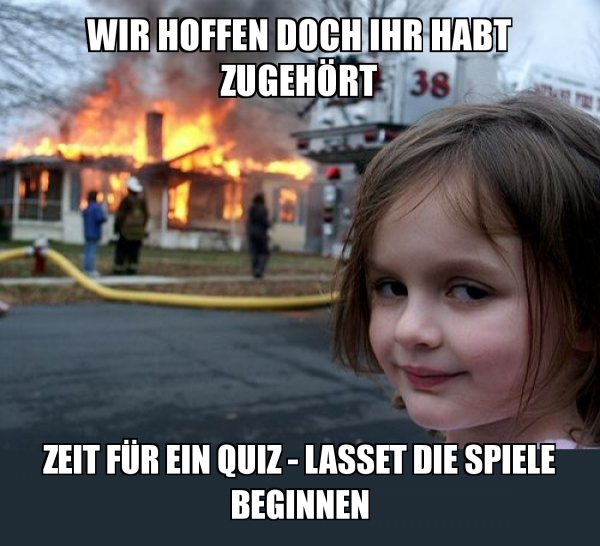 WIR HOFFEN DOCH IHR HABT
ZUGEHÖRT
38
ZEIT FÜR EIN QUIZ - LASSET DIE SPIELE
BEGINNEN